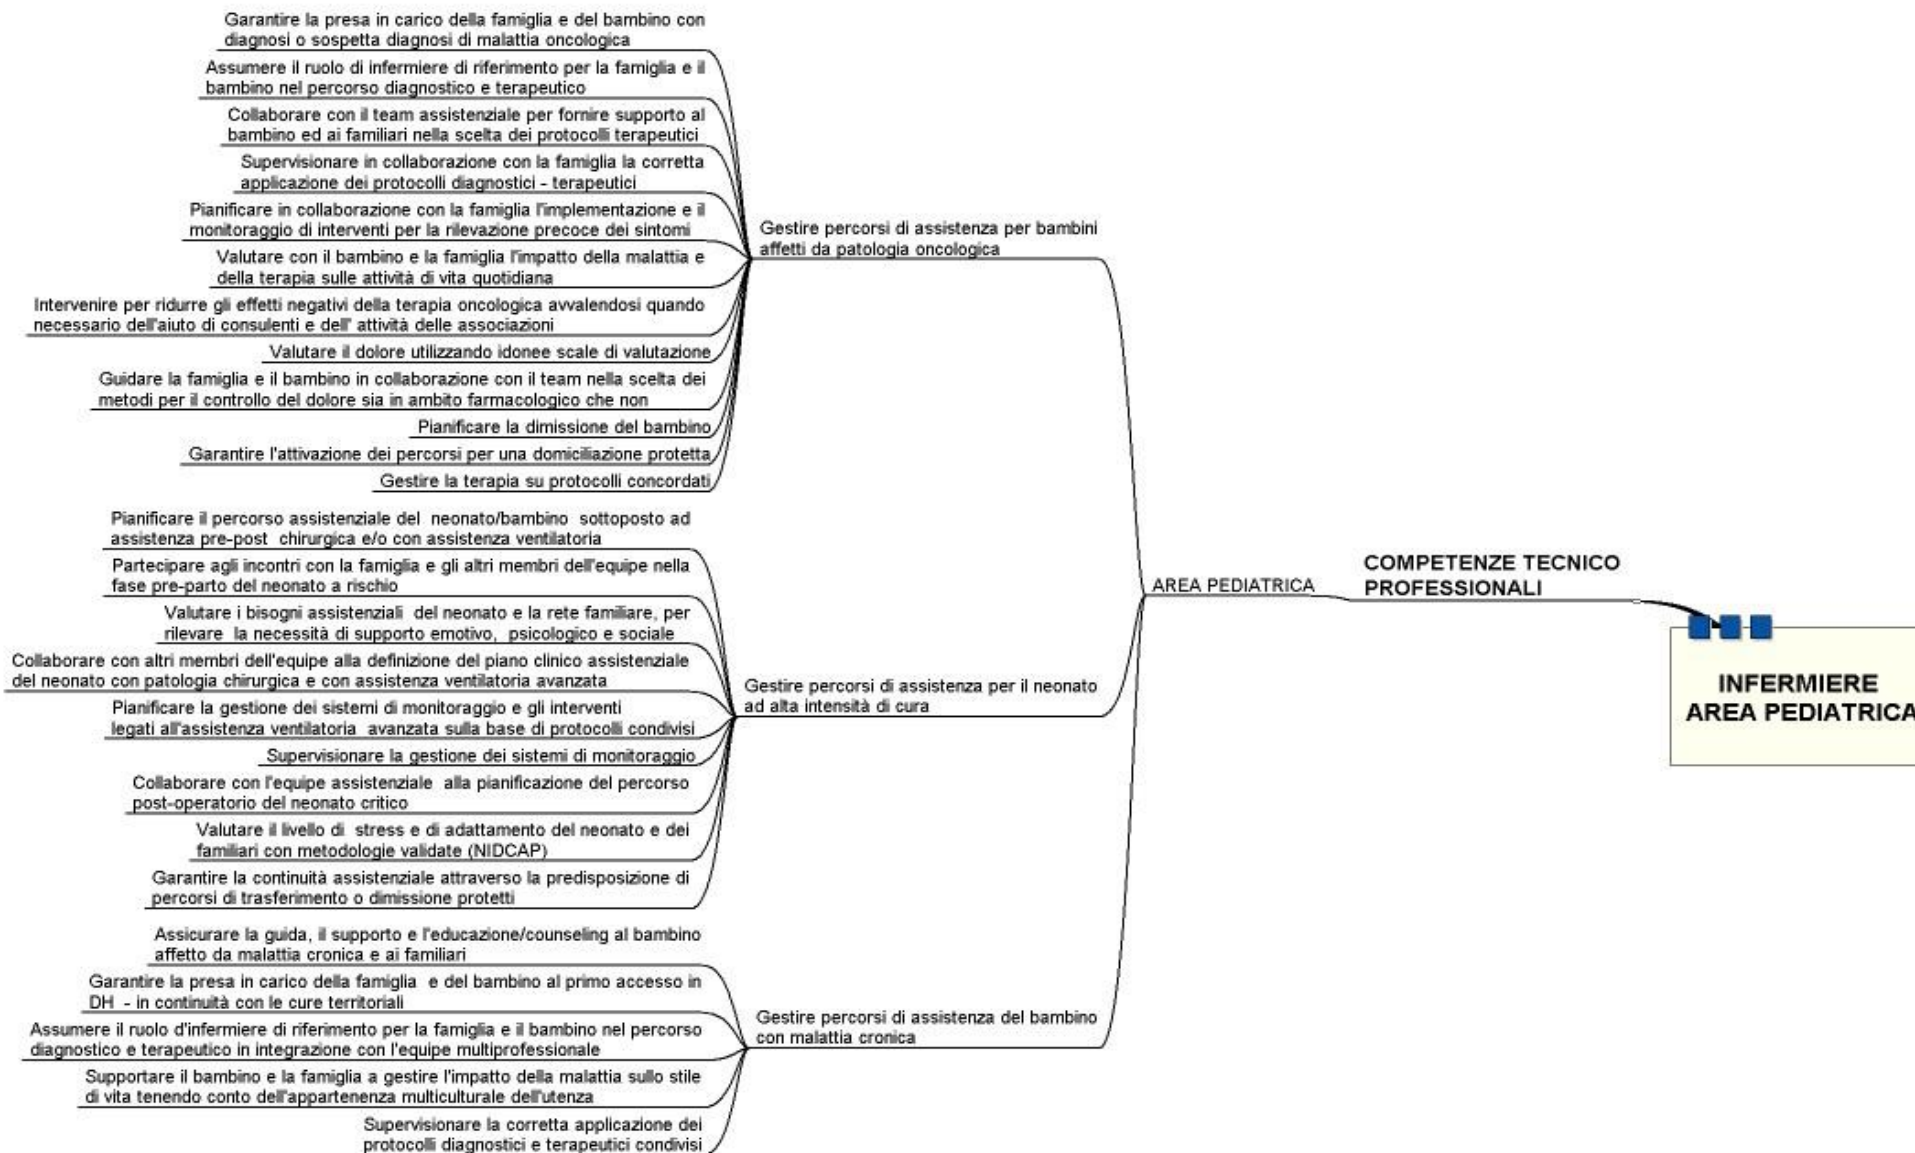 Garantire la presa in carico della famiglia e del bambino con
diagnosi o sospetta diagnosi di malattia oncologica
Assumere il ruolo di infermiere di riferimento per la famiglia e il
bambino nel percorso diagnostico e terapeutico
Collaborare con il team assistenziale per fornire supporto al
bambino ed ai familiari nella scelta dei protocolli terapeutici
Supervisionare in collaborazione con la famiglia la corretta
applicazione dei protocolli diagnostici - terapeutici
Pianificare in collaborazione con la famiglia l'implementazione e il
monitoraggio di interventi per la rilevazione precoce dei sintomi
Valutare con il bambino e la famiglia l'impatto della malattia e
della terapia sulle attività di vita quotidiana
Intervenire per ridurre gli effetti negativi della terapia oncologica avvalendosi quando
necessario dell'aiuto di consulenti e dell' attività delle associazioni
Valutare il dolore utilizzando idonee scale di valutazione
Guidare la famiglia e il bambino in collaborazione con il team nella scelta dei
metodi per il controllo del dolore sia in ambito farmacologico che non
Pianificare la dimissione del bambino
Garantire l'attivazione dei percorsi per una domiciliazione protetta
Gestire la terapia su protocolli concordati
Gestire percorsi di assistenza per bambini
affetti da patologia oncologica
Pianificare il percorso assistenziale del neonato/bambino sottoposto ad
assistenza pre-post chirurgica e/o con assistenza ventilatoria
Partecipare agli incontri con la famiglia e gli altri membri dell'equipe nella
fase pre-parto del neonato a rischio
Valutare i bisogni assistenziali del neonato e la rete familiare, per
rilevare la necessità di supporto emotivo, psicologico e sociale
Collaborare con altri membri dell'equipe alla definizione del piano clinico assistenziale
del neonato con patologia chirurgica e con assistenza ventilatoria avanzata
Pianificare la gestione dei sistemi di monitoraggio e gli interventi
legati all'assistenza ventilatoria avanzata sulla base di protocolli condivisi
Supervisionare la gestione dei sistemi di monitoraggio
Collaborare con l'equipe assistenziale alla pianificazione del percorso
post-operatorio del neonato critico
Valutare il livello di stress e di adattamento del neonato e dei
familiari con metodologie validate (NIDCAP)
Garantire la continuità assistenziale attraverso la predisposizione di
percorsi di trasferimento o dimissione protetti
Gestire percorsi di assistenza per il neonato
ad alta intensità di cura
Assicurare la guida, il supporto e l'educazione/counseling al bambino
affetto da malattia cronica e ai familiari
Garantire la presa in carico della famiglia e del bambino al primo accesso in
DH - in continuità con le cure territoriali
Assumere il ruolo d'infermiere di riferimento per la famiglia e il bambino nel percorso
diagnostico e terapeutico in integrazione con l'equipe multiprofessionale
Supportare il bambino e la famiglia a gestire l'impatto della malattia sullo stile
di vita tenendo conto dell'appartenenza multiculturale dell'utenza
Supervisionare la corretta applicazione dei
protocolli diagnostici e terapeutici condivisi
Gestire percorsi di assistenza del bambino
con malattia cronica
AREA PEDIATRICA
COMPETENZE TECNICO
PROFESSIONALI
INFERMIERE
AREA PEDIATRICA